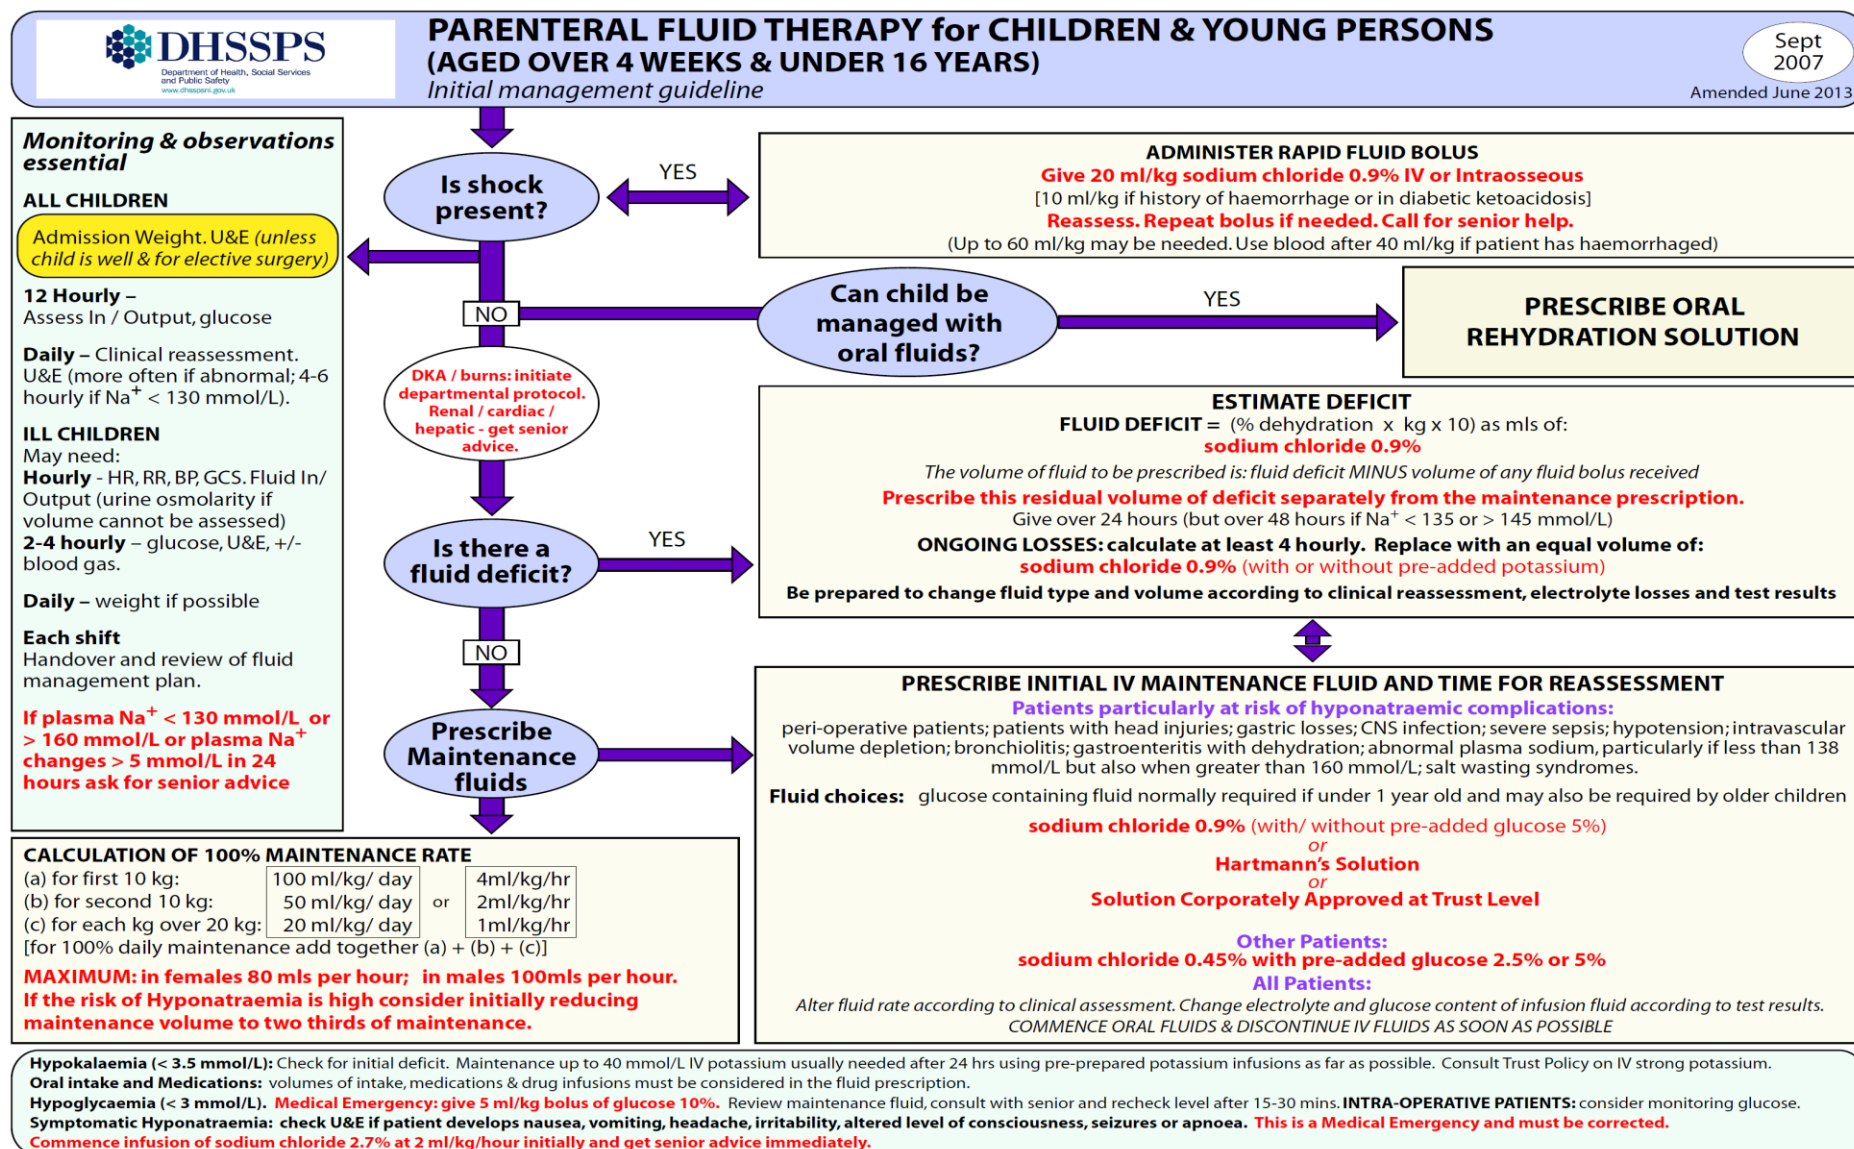 DHSSPS
Department of Health, Social Services
and Public Safety
www.dhsspsni.gov.uk
PARENTERAL FLUID THERAPY for CHILDREN & YOUNG PERSONS
(AGED OVER 4 WEEKS & UNDER 16 YEARS)
Initial management guideline
Sept
2007
Amended June 2013
Monitoring & observations
essential
ALL CHILDREN
Admission Weight. U&E (unless
child is well & for elective surgery)
12 Hourly –
Assess In / Output, glucose
Daily – Clinical reassessment.
U&E (more often if abnormal; 4-6
hourly if Na+ < 130 mmol/L).
ILL CHILDREN
May need:
Hourly - HR, RR, BP, GCS. Fluid In/
Output (urine osmolarity if
volume cannot be assessed)
2-4 hourly – glucose, U&E, +/-
blood gas.
Daily – weight if possible
Each shift
Handover and review of fluid
management plan.
If plasma Na+ < 130 mmol/L or
> 160 mmol/L or plasma Na+
changes > 5 mmol/L in 24
hours ask for senior advice
Is shock
present?
YES
ADMINISTER RAPID FLUID BOLUS
Give 20 ml/kg sodium chloride 0.9% IV or Intraosseous
[10 ml/kg if history of haemorrhage or in diabetic ketoacidosis]
Reassess. Repeat bolus if needed. Call for senior help.
(Up to 60 ml/kg may be needed. Use blood after 40 ml/kg if patient has haemorrhaged)
NO
Can child be
managed with
oral fluids?
YES
PRESCRIBE ORAL
REHYDRATION SOLUTION
DKA / burns: initiate
departmental protocol.
Renal / cardiac /
hepatic - get senior
advice.
Is there a
fluid deficit?
YES
ESTIMATE DEFICIT
FLUID DEFICIT = (% dehydration x kg x 10) as mls of:
sodium chloride 0.9%
The volume of fluid to be prescribed is: fluid deficit MINUS volume of any fluid bolus received
Prescribe this residual volume of deficit separately from the maintenance prescription.
Give over 24 hours (but over 48 hours if Na+ < 135 or > 145 mmol/L)
ONGOING LOSSES: calculate at least 4 hourly. Replace with an equal volume of:
sodium chloride 0.9% (with or without pre-added potassium)
Be prepared to change fluid type and volume according to clinical reassessment, electrolyte losses and test results
NO
Prescribe
Maintenance
fluids
PRESCRIBE INITIAL IV MAINTENANCE FLUID AND TIME FOR REASSESSMENT
Patients particularly at risk of hyponatraemic complications:
peri-operative patients; patients with head injuries; gastric losses; CNS infection; severe sepsis; hypotension; intravascular
volume depletion; bronchiolitis; gastroenteritis with dehydration; abnormal plasma sodium, particularly if less than 138
mmol/L but also when greater than 160 mmol/L; salt wasting syndromes.
Fluid choices: glucose containing fluid normally required if under 1 year old and may also be required by older children
sodium chloride 0.9% (with/ without pre-added glucose 5%)
or
Hartmann's Solution
or
Solution Corporately Approved at Trust Level
Other Patients:
sodium chloride 0.45% with pre-added glucose 2.5% or 5%
All Patients:
Alter fluid rate according to clinical assessment. Change electrolyte and glucose content of infusion fluid according to test results.
COMMENCE ORAL FLUIDS & DISCONTINUE IV FLUIDS AS SOON AS POSSIBLE
CALCULATION OF 100% MAINTENANCE RATE
(a) for first 10 kg: 100 ml/kg/ day 4ml/kg/hr
(b) for second 10 kg: 50 ml/kg/ day or 2ml/kg/hr
(c) for each kg over 20 kg: 20 ml/kg/ day 1ml/kg/hr
[for 100% daily maintenance add together (a) + (b) + (c)]
MAXIMUM: in females 80 mls per hour; in males 100mls per hour.
If the risk of Hyponatraemia is high consider initially reducing
maintenance volume to two thirds of maintenance.
Hypokalaemia (< 3.5 mmol/L): Check for initial deficit. Maintenance up to 40 mmol/L IV potassium usually needed after 24 hrs using pre-prepared potassium infusions as far as possible. Consult Trust Policy on IV strong potassium.
Oral intake and Medications: volumes of intake, medications & drug infusions must be considered in the fluid prescription.
Hypoglycaemia (< 3 mmol/L). Medical Emergency: give 5 ml/kg bolus of glucose 10%. Review maintenance fluid, consult with senior and recheck level after 15-30 mins. INTRA-OPERATIVE PATIENTS: consider monitoring glucose.
Symptomatic Hyponatraemia: check U&E if patient develops nausea, vomiting, headache, irritability, altered level of consciousness, seizures or apnoea. This is a Medical Emergency and must be corrected.
Commence infusion of sodium chloride 2.7% at 2 ml/kg/hour initially and get senior advice immediately.